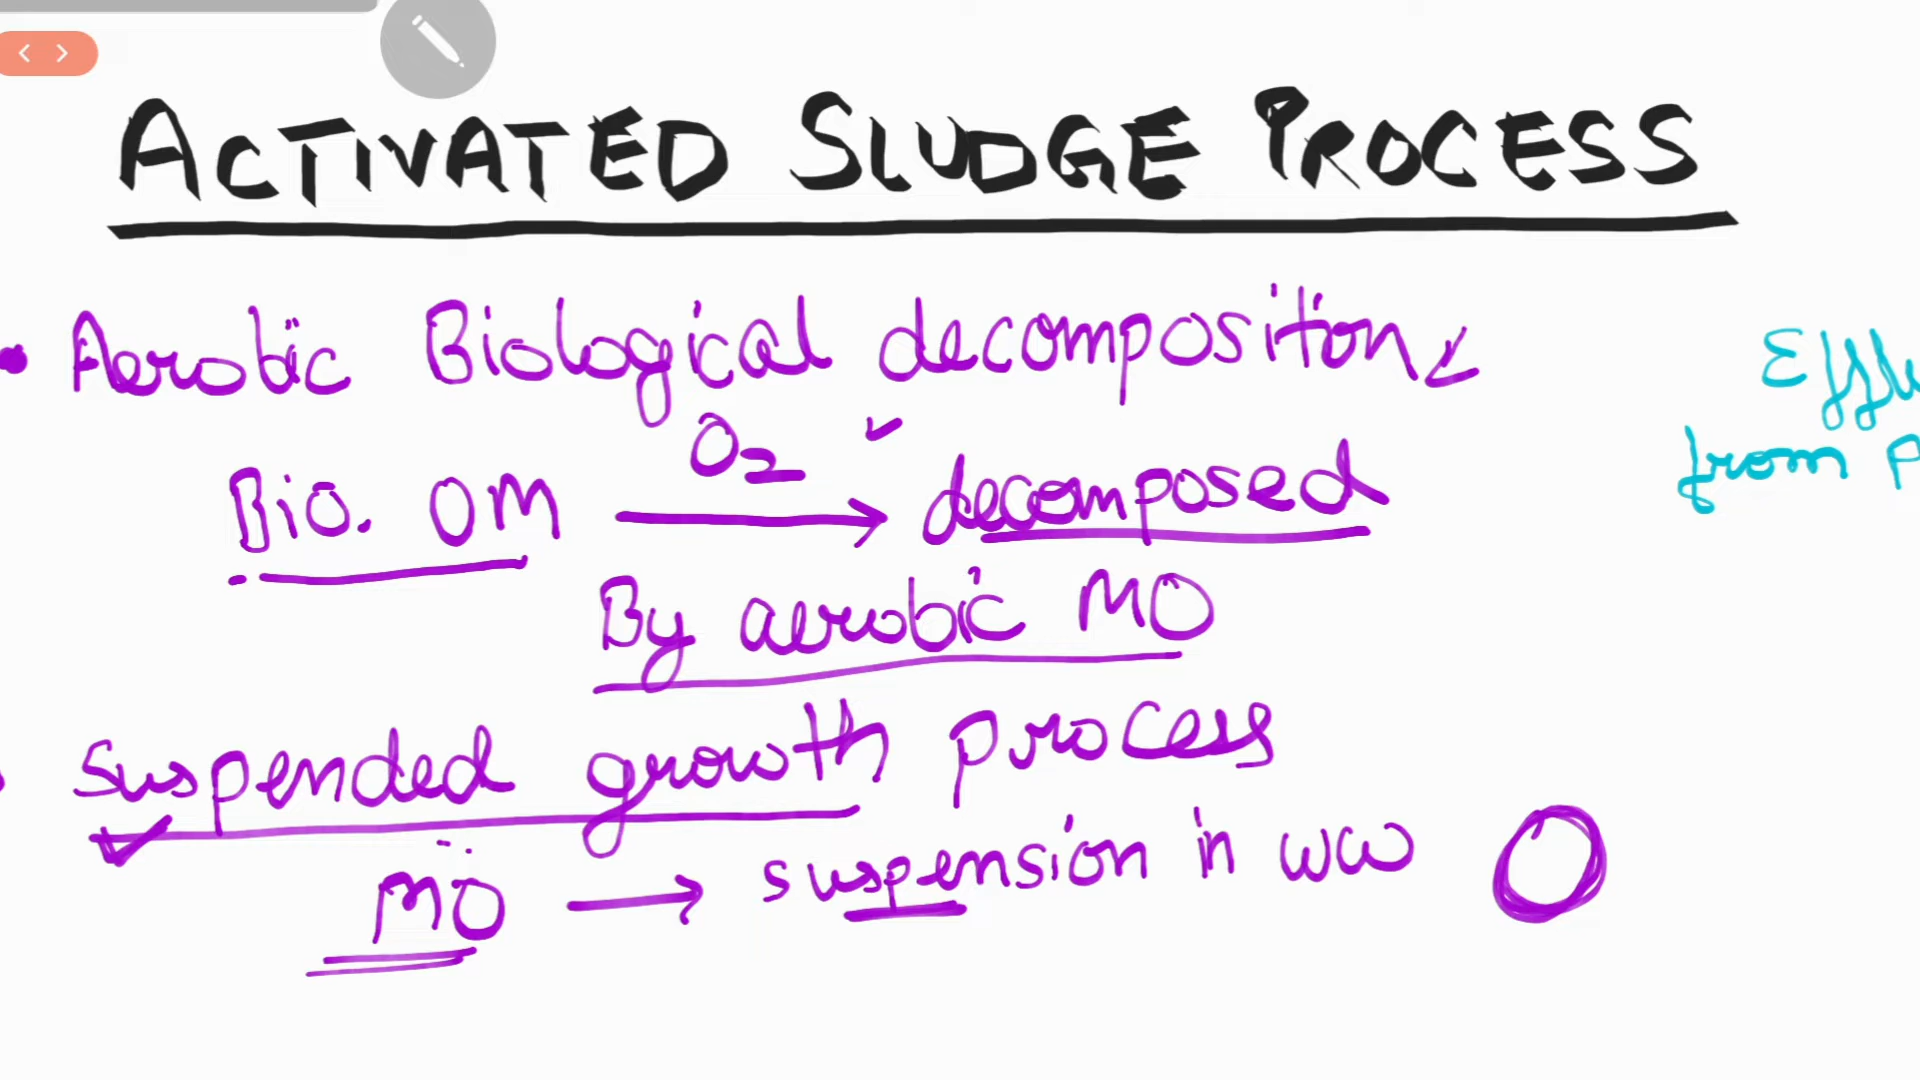 ACTIVATED SLUDGE PROCESS
• Aerobic Biological decomposition
Bio. OM O₂ → decomposed
By aerobic MO
suspended growth process
MO → suspension in ww
from